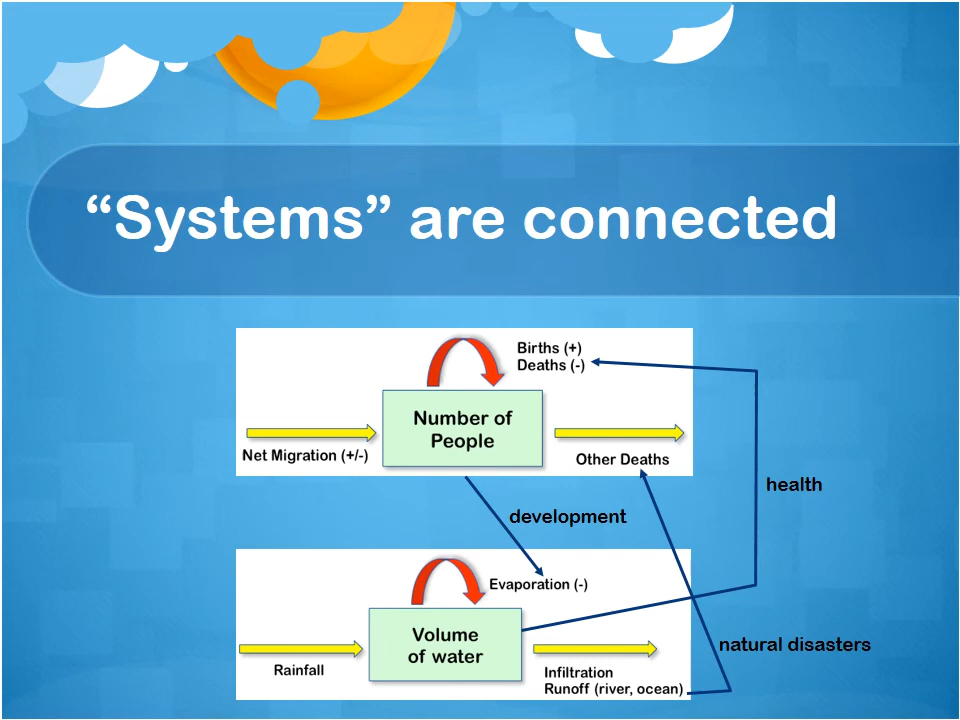 “Systems” are connected
Births (+)
Deaths (-)
Number of
People
Net Migration (+/-)
Other Deaths
health
development
Evaporation (-)
Volume
of water
Rainfall
Infiltration
Runoff (river, ocean)
natural disasters